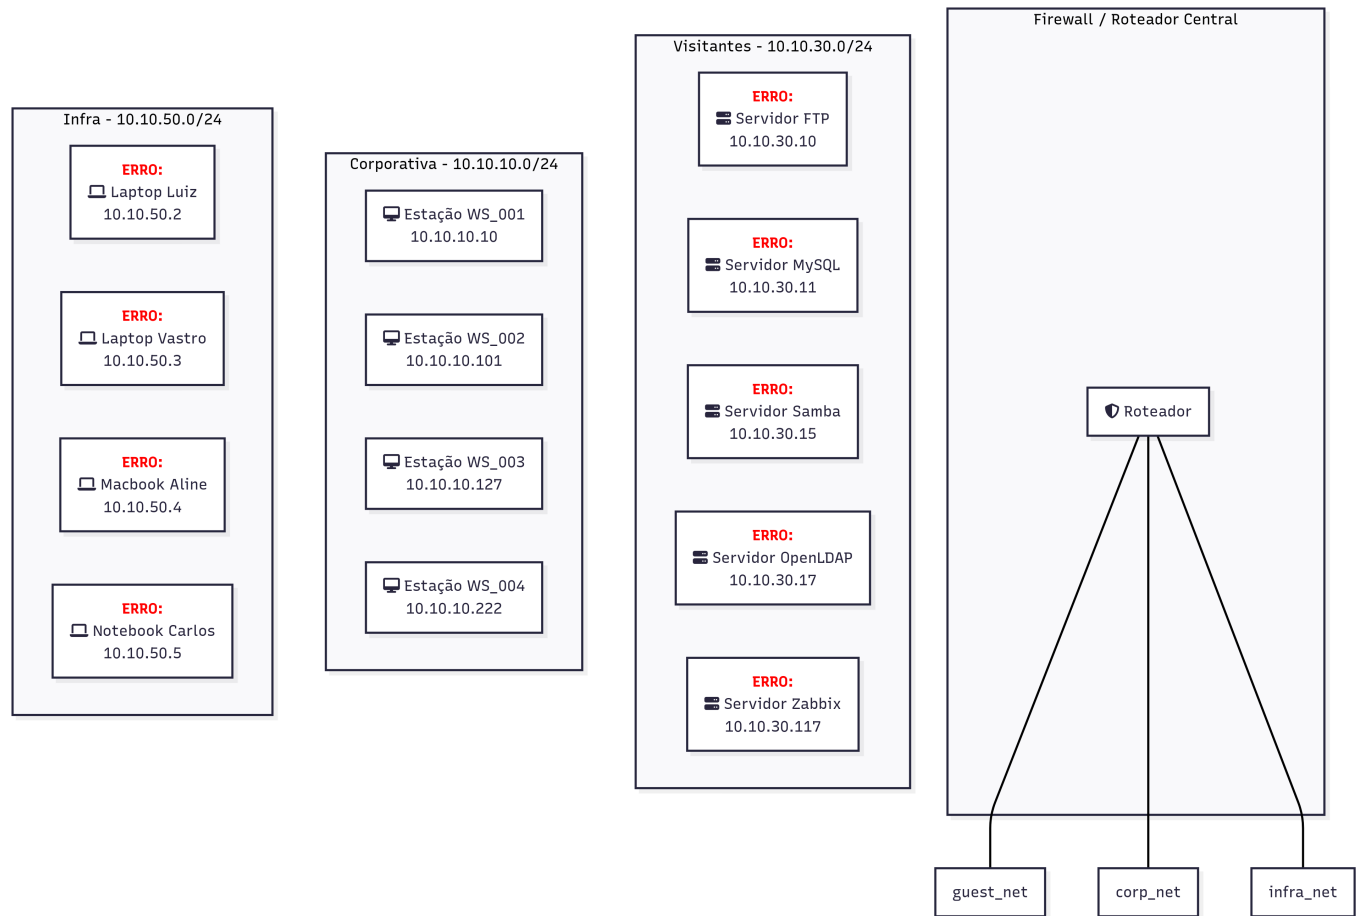 Infra - 10.10.50.0/24
ERRO:
Laptop Luiz
10.10.50.2
ERRO:
Laptop Vastro
10.10.50.3
ERRO:
Macbook Aline
10.10.50.4
ERRO:
Notebook Carlos
10.10.50.5
Corporativa - 10.10.10.0/24
Estação WS_001
10.10.10.10
Estação WS_002
10.10.10.101
Estação WS_003
10.10.10.127
Estação WS_004
10.10.10.222
Visitantes - 10.10.30.0/24
ERRO:
Servidor FTP
10.10.30.10
ERRO:
Servidor MySQL
10.10.30.11
ERRO:
Servidor Samba
10.10.30.15
ERRO:
Servidor OpenLDAP
10.10.30.17
ERRO:
Servidor Zabbix
10.10.30.117
Firewall / Roteador Central
Roteador
guest_net
corp_net
infra_net